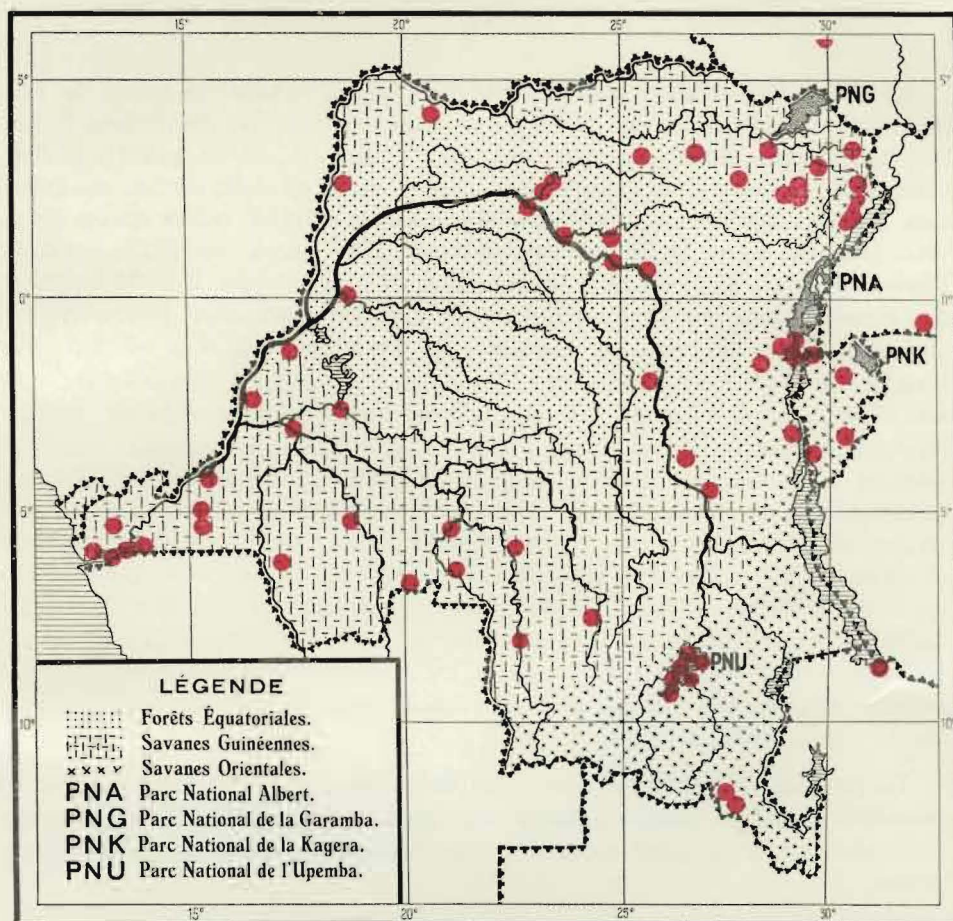 15° 20° 25° 30°
5° 5°
PNG
0° 0°
PNA
PNK
5° 5°
PNU
10° 10°
LÉGENDE
Forêts Équatoriales.
Savanes Guinéennes.
Savanes Orientales.
PNA Parc National Albert.
PNG Parc National de la Garamba.
PNK Parc National de la Kagera.
PNU Parc National de l'Upemba.
15° 20° 25° 30°